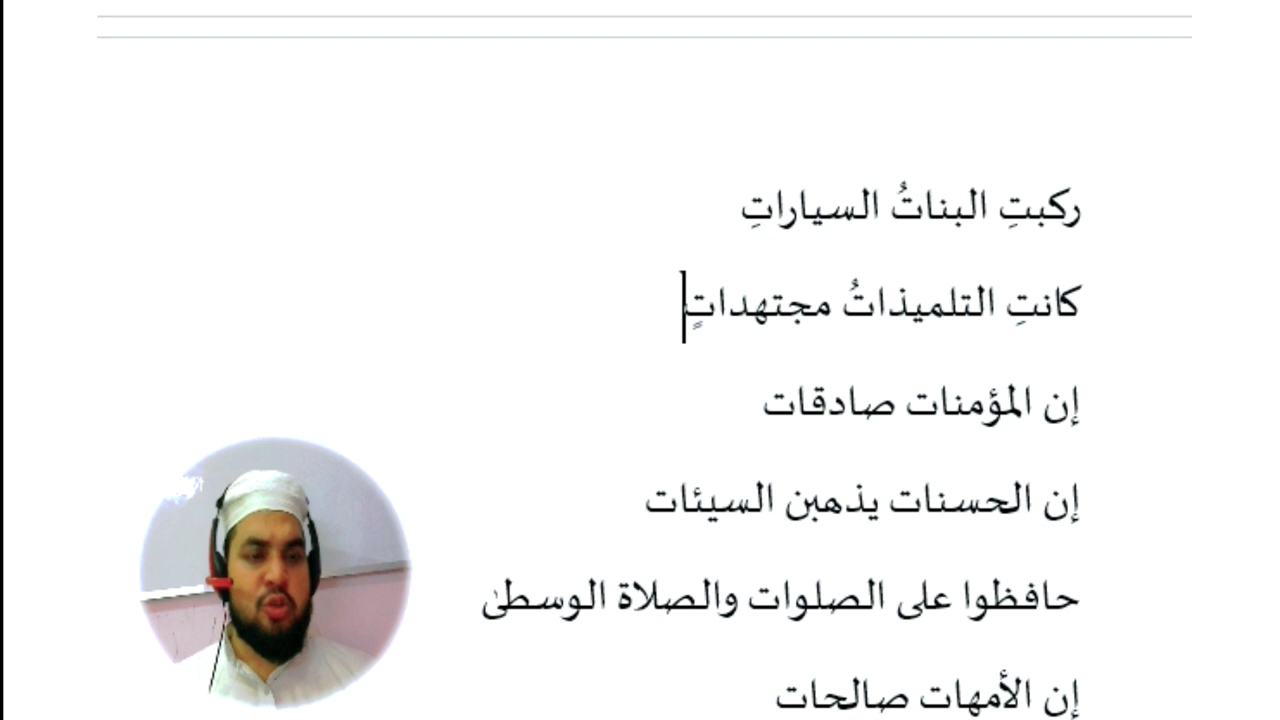 ركبتِ البناتُ السياراتِ
كانتِ التلميذاتُ مجتهداتٍ
إن المؤمنات صادقات
إن الحسنات يذهبن السيئات
حافظوا على الصلوات والصلاة الوسطىٰ
إن الأمهات صالحات